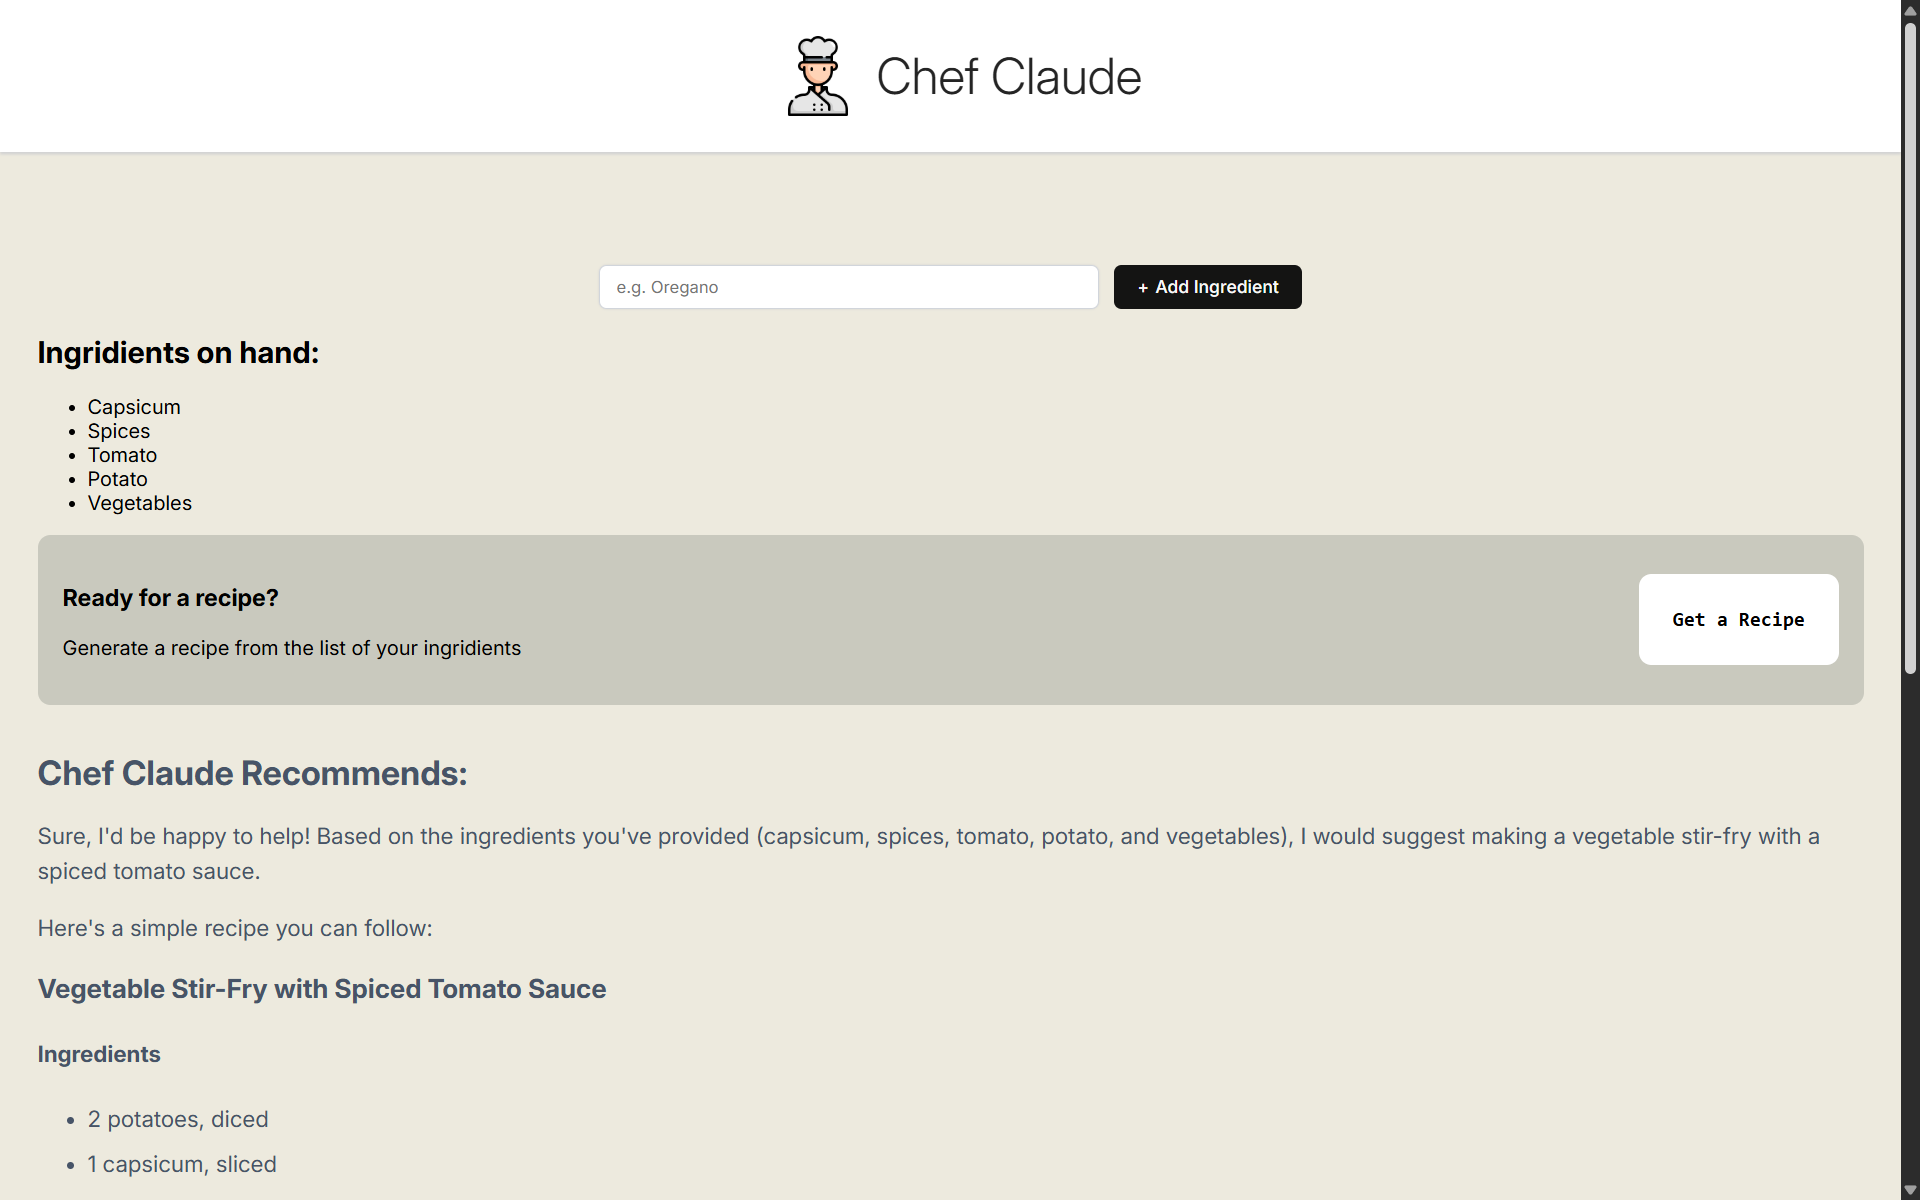 Chef Claude
e.g. Oregano
+ Add Ingredient
Ingridients on hand:
• Capsicum
• Spices
• Tomato
• Potato
• Vegetables
Ready for a recipe?
Generate a recipe from the list of your ingridients
Get a Recipe
Chef Claude Recommends:
Sure, I'd be happy to help! Based on the ingredients you've provided (capsicum, spices, tomato, potato, and vegetables), I would suggest making a vegetable stir-fry with a
spiced tomato sauce.
Here's a simple recipe you can follow:
Vegetable Stir-Fry with Spiced Tomato Sauce
Ingredients
• 2 potatoes, diced
• 1 capsicum, sliced